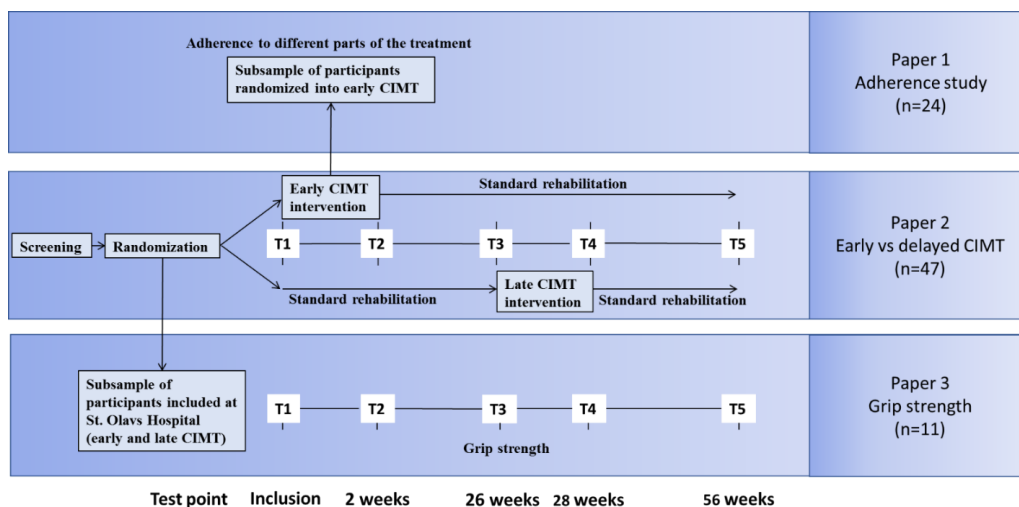 Adherence to different parts of the treatment
Subsample of participants
randomized into early CIMT
Paper 1
Adherence study
(n=24)
Early CIMT
intervention
Standard rehabilitation
Screening
Randomization
T1
T2
T3
T4
T5
Standard rehabilitation
Late CIMT
intervention
Standard rehabilitation
Paper 2
Early vs delayed CIMT
(n=47)
Subsample of
participants included at
St. Olavs Hospital
(early and late CIMT)
T1
T2
T3
T4
T5
Grip strength
Paper 3
Grip strength
(n=11)
Test point
Inclusion
2 weeks
26 weeks
28 weeks
56 weeks